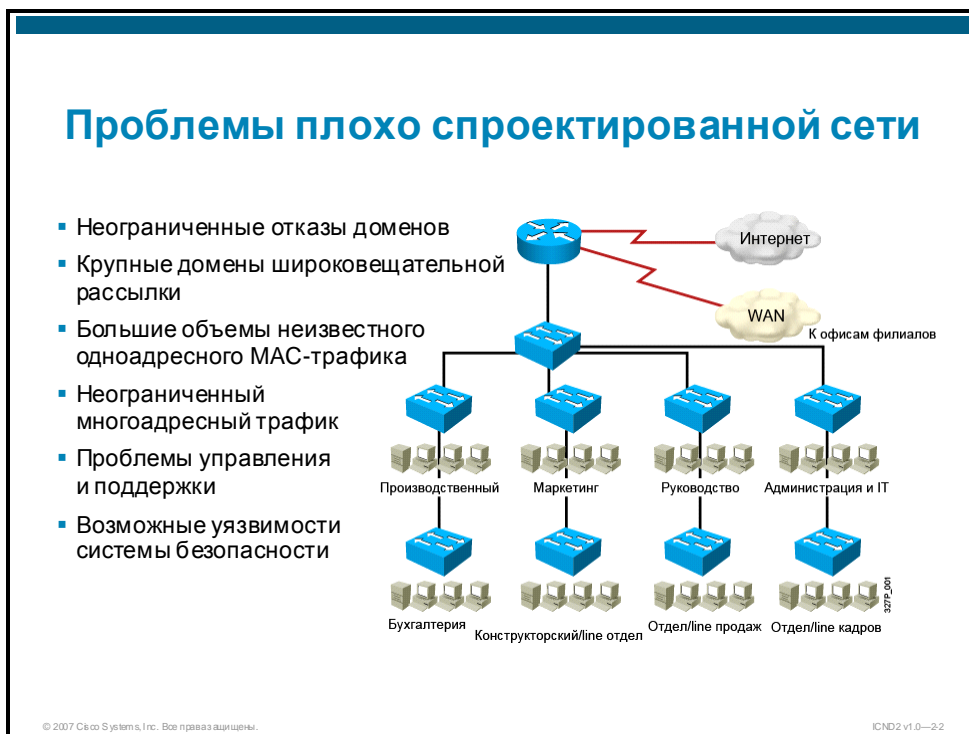 Проблемы плохо спроектированной сети
Неограниченные отказы доменов
Крупные домены широковещательной
рассылки
Большие объемы неизвестного
одноадресного MAC-трафика
Неограниченный
многоадресный трафик
Проблемы управления
и поддержки
Возможные уязвимости
системы безопасности
Интернет
WAN
К офисам филиалов
Производственный
Маркетинг
Руководство
Администрация и IT
Бухгалтерия
Конструкторский/line отдел
Отдел/line продаж
Отдел/line кадров
327P_001
© 2007 Cisco Systems, Inc. Все права защищены.
ICND2 v1.0—2-2